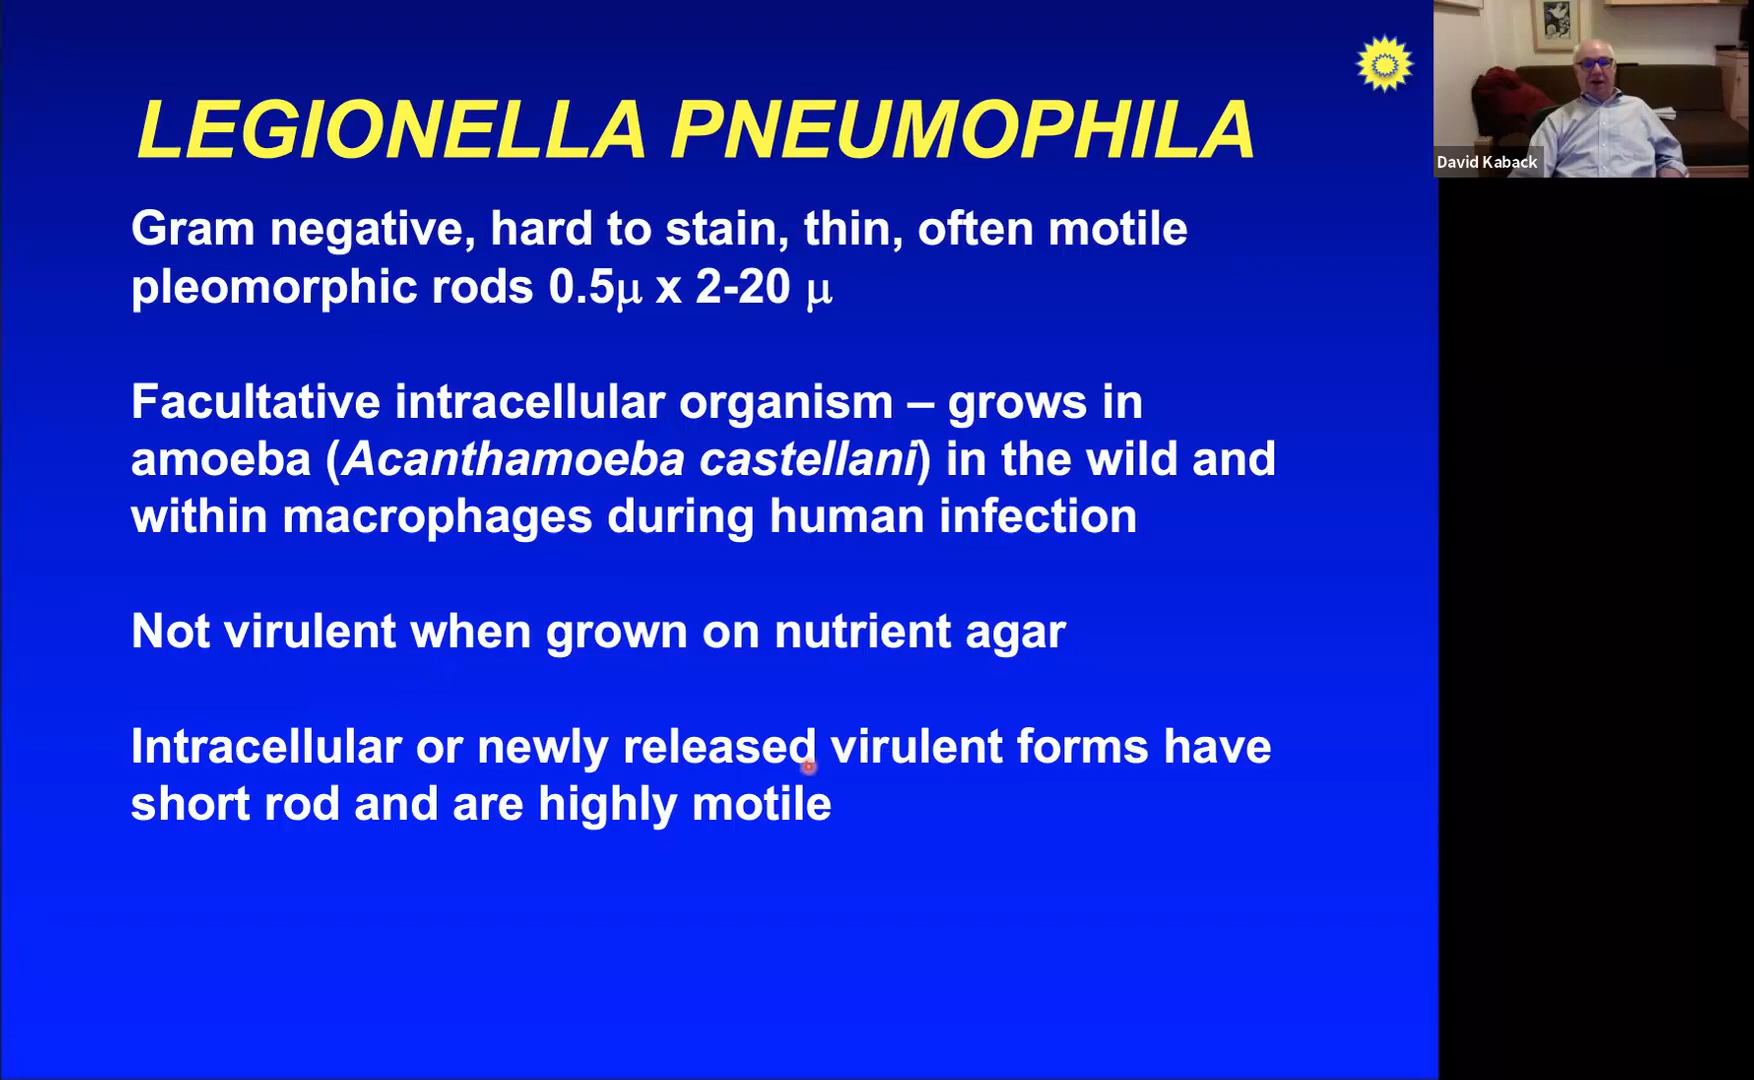 LEGIONELLA PNEUMOPHILA
Gram negative, hard to stain, thin, often motile
pleomorphic rods 0.5μ x 2-20 μ
Facultative intracellular organism – grows in
amoeba (Acanthamoeba castellani) in the wild and
within macrophages during human infection
Not virulent when grown on nutrient agar
Intracellular or newly released virulent forms have
short rod and are highly motile
David Kaback